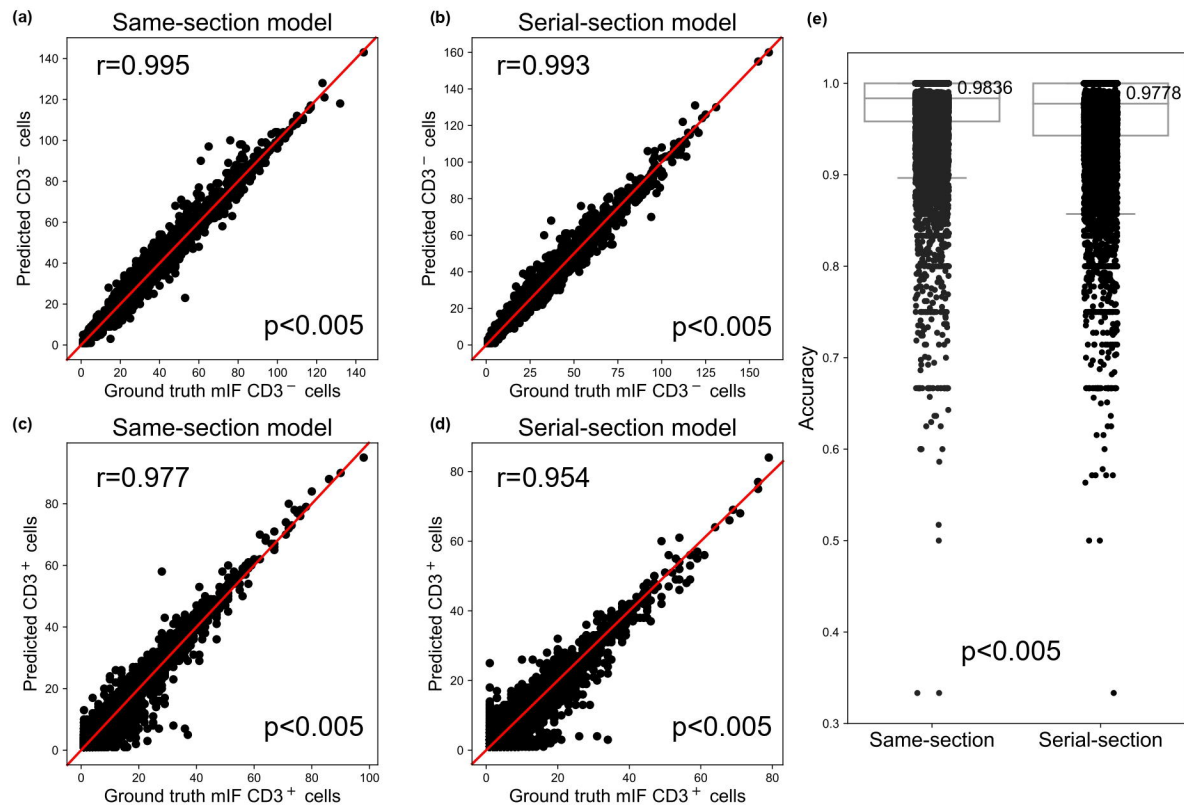 (a)
Same-section model
r=0.995
p<0.005
Predicted CD3⁻ cells
140
120
100
80
60
40
20
0
0 20 40 60 80 100 120 140
Ground truth mIF CD3⁻ cells
(b)
Serial-section model
r=0.993
p<0.005
Predicted CD3⁻ cells
160
140
120
100
80
60
40
20
0
0 25 50 75 100 125 150
Ground truth mIF CD3⁻ cells
(c)
Same-section model
r=0.977
p<0.005
Predicted CD3⁺ cells
80
60
40
20
0
0 20 40 60 80 100
Ground truth mIF CD3⁺ cells
(d)
Serial-section model
r=0.954
p<0.005
Predicted CD3⁺ cells
80
60
40
20
0
0 20 40 60 80
Ground truth mIF CD3⁺ cells
(e)
Accuracy
1.0
0.9
0.8
0.7
0.6
0.5
0.4
0.3
0.9836
0.9778
p<0.005
Same-section Serial-section